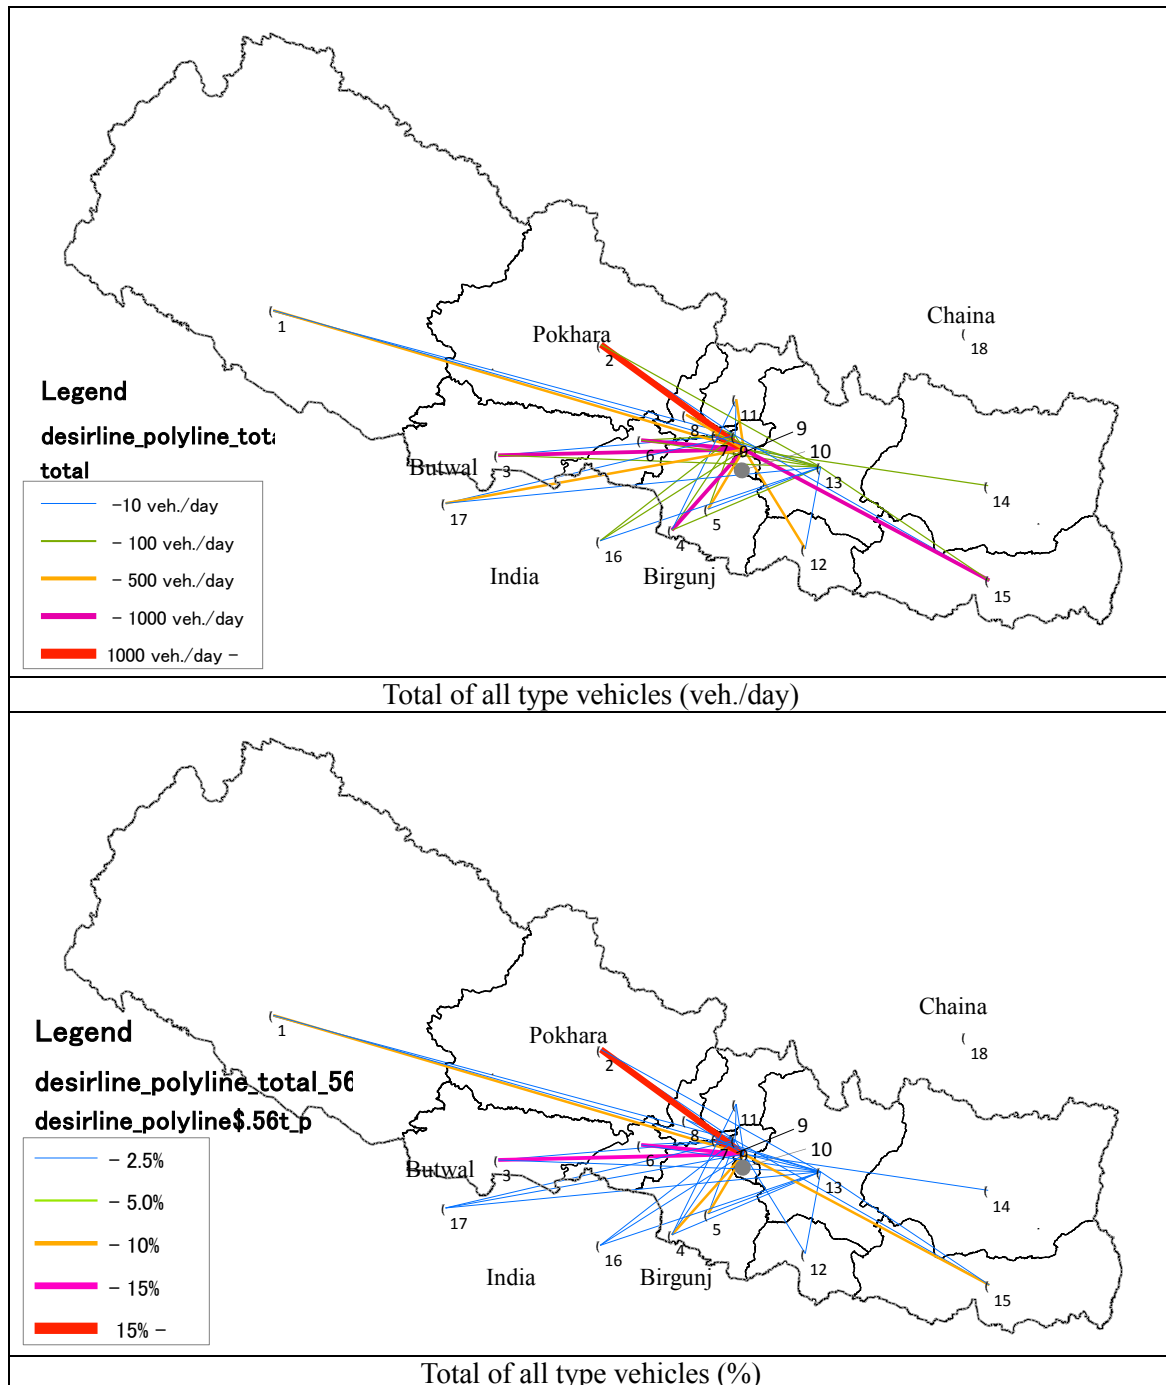 Chaina
18
Pokhara
1
2
Legend
desirline_polyline_tota
total
11
9
8
10
7
9
6
13
Butwal
3
14
17
5
4
16
12
India
Birgunj
15
−10 veh./day
− 100 veh./day
− 500 veh./day
− 1000 veh./day
1000 veh./day −
Total of all type vehicles (veh./day)
Chaina
18
1
Pokhara
2
Legend
desirline_polyline_total_56
desirline_polyline$.56t_p
11
9
8
10
7
9
6
Butwal
3
13
14
17
5
4
16
12
India
Birgunj
15
− 2.5%
− 5.0%
− 10%
− 15%
15% −
Total of all type vehicles (%)